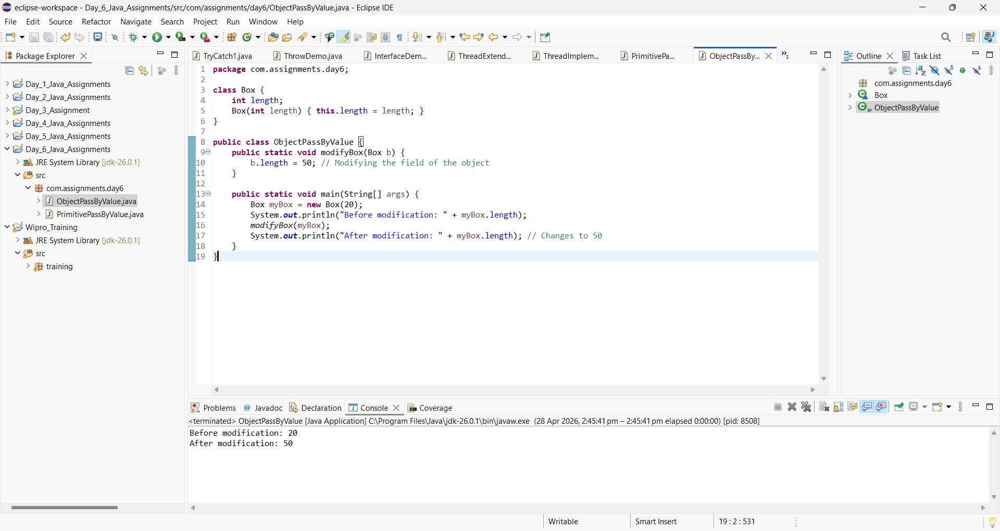 eclipse-workspace - Day_6_Java_Assignments/src/com/assignments/day6/ObjectPassByValue.java - Eclipse IDE
File Edit Source Refactor Navigate Search Project Run Window Help
Package Explorer
Day_1_Java_Assignments
Day_2_Java_Assignments
Day_3_Assignment
Day_4_Java_Assignments
Day_5_Java_Assignments
Day_6_Java_Assignments
JRE System Library [jdk-26.0.1]
src
com.assignments.day6
ObjectPassByValue.java
PrimitivePassByValue.java
Wipro_Training
JRE System Library [jdk-26.0.1]
src
training
TryCatch1.java ThrowDemo.java InterfaceDem... ThreadExtend... ThreadImplem... PrimitivePa... ObjectPassBy... »3
1 package com.assignments.day6;
2
3 class Box {
4     int length;
5     Box(int length) { this.length = length; }
6 }
7
8 public class ObjectPassByValue {
9     public static void modifyBox(Box b) {
10         b.length = 50; // Modifying the field of the object
11     }
12
13     public static void main(String[] args) {
14         Box myBox = new Box(20);
15         System.out.println("Before modification: " + myBox.length);
16         modifyBox(myBox);
17         System.out.println("After modification: " + myBox.length); // Changes to 50
18     }
19 }
Outline Task List
com.assignments.day6
Box
ObjectPassByValue
Problems @ Javadoc Declaration Console Coverage
<terminated> ObjectPassByValue [Java Application] C:\Program Files\Java\jdk-26.0.1\bin\javaw.exe (28 Apr 2026, 2:45:41 pm – 2:45:41 pm elapsed 0:00:00) [pid: 8508]
Before modification: 20
After modification: 50
Writable Smart Insert 19 : 2 : 531